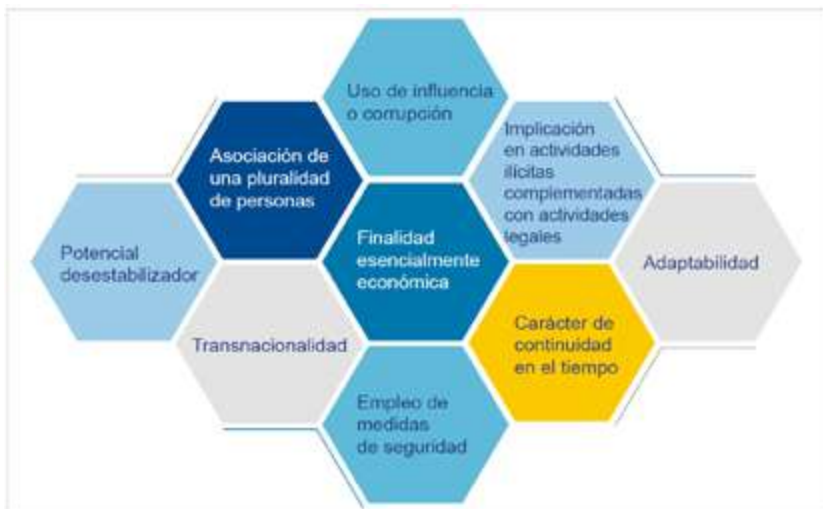 Uso de influencia
o corrupción
Asociación de
una pluralidad
de personas
Implicación
en actividades
ilícitas
complementadas
con actividades
legales
Potencial
desestabilizador
Finalidad
esencialmente
económica
Adaptabilidad
Transnacionalidad
Carácter de
continuidad
en el tiempo
Empleo de
medidas
de seguridad